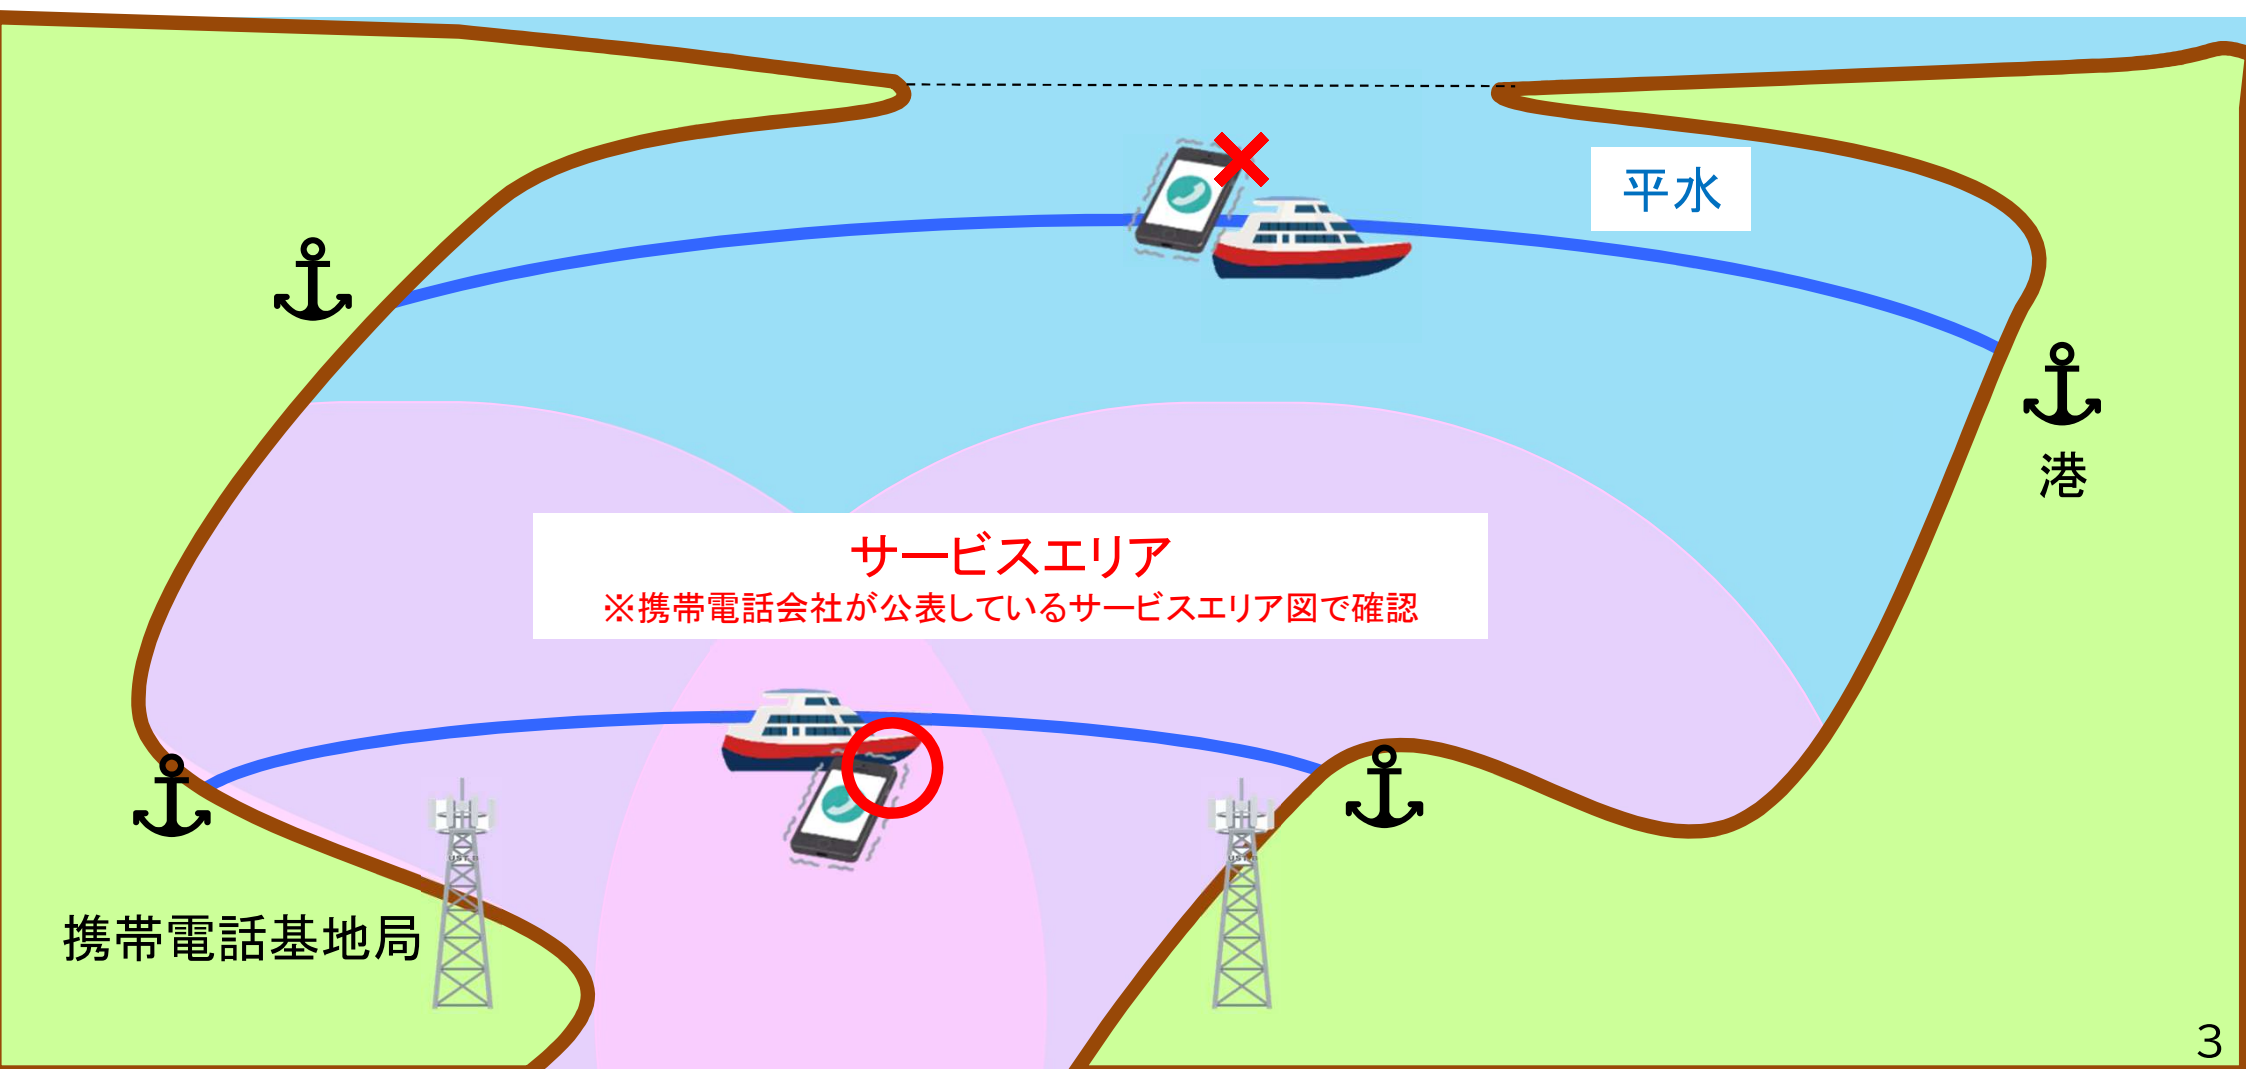 平水
港
サービスエリア
※携帯電話会社が公表しているサービスエリア図で確認
携帯電話基地局
3